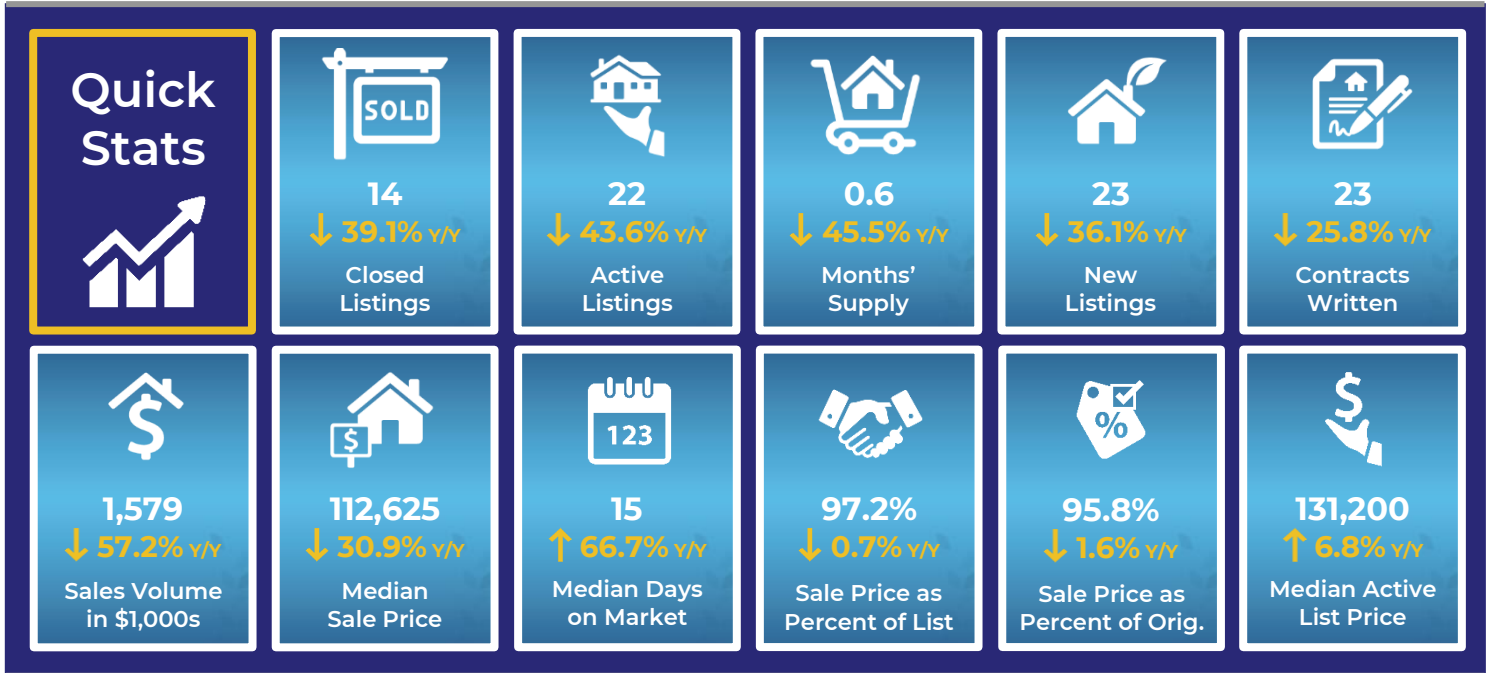 Quick
Stats
SOLD
14
↓ 39.1% Y/Y
Closed
Listings
22
↓ 43.6% Y/Y
Active
Listings
0.6
↓ 45.5% Y/Y
Months’
Supply
23
↓ 36.1% Y/Y
New
Listings
23
↓ 25.8% Y/Y
Contracts
Written
$
1,579
↓ 57.2% Y/Y
Sales Volume
in $1,000s
$
112,625
↓ 30.9% Y/Y
Median
Sale Price
123
15
↑ 66.7% Y/Y
Median Days
on Market
97.2%
↓ 0.7% Y/Y
Sale Price as
Percent of List
%
95.8%
↓ 1.6% Y/Y
Sale Price as
Percent of Orig.
$
131,200
↑ 6.8% Y/Y
Median Active
List Price